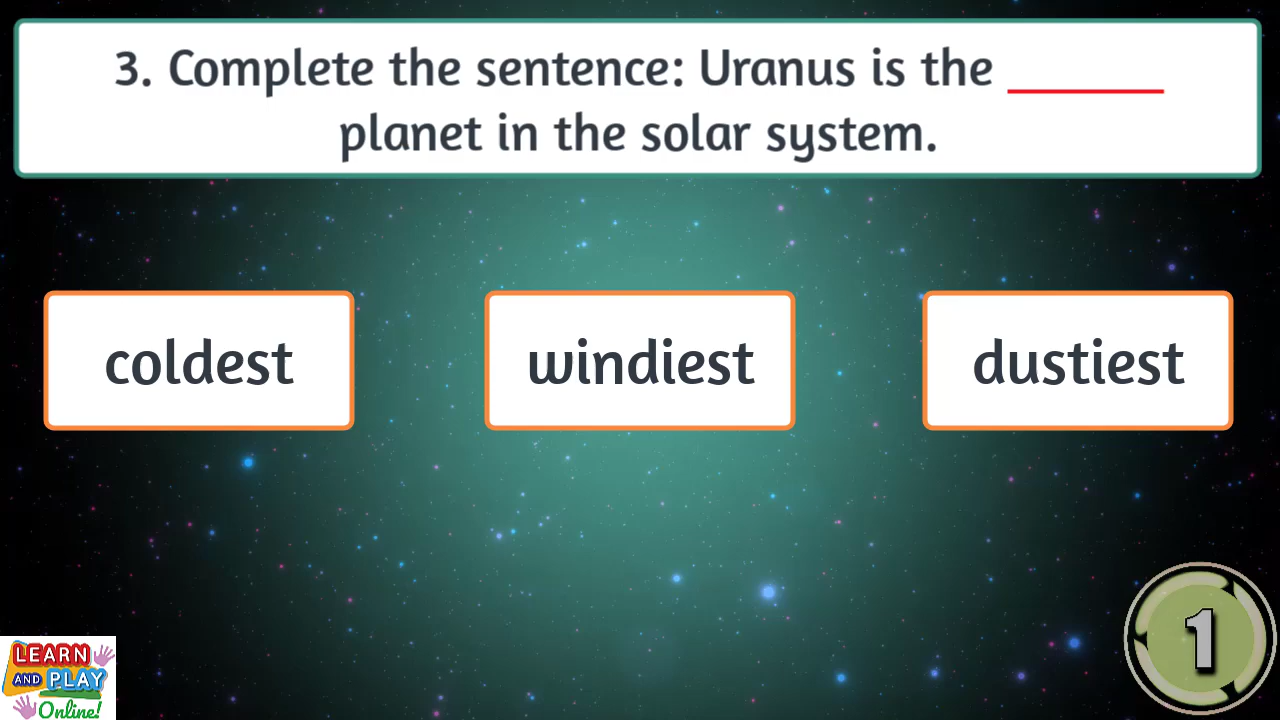 3. Complete the sentence: Uranus is the ________
planet in the solar system.
coldest
windiest
dustiest
1
LEARN
AND PLAY
Online!